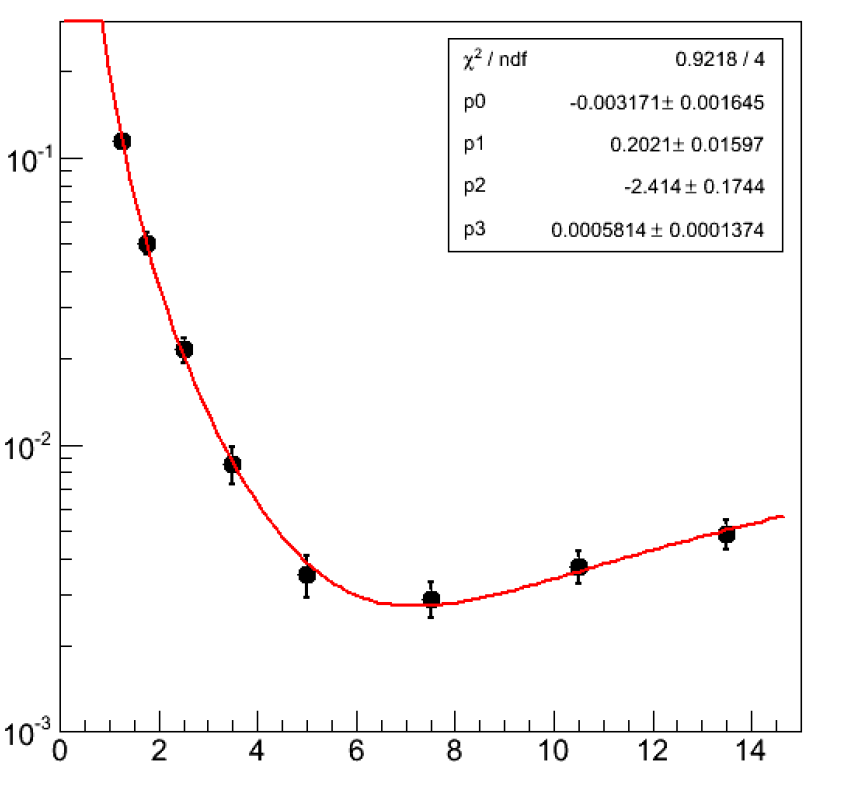 χ² / ndf 0.9218 / 4
p0 -0.003171± 0.001645
p1 0.2021± 0.01597
p2 -2.414± 0.1744
p3 0.0005814± 0.0001374
10⁻¹
10⁻²
10⁻³
0 2 4 6 8 10 12 14